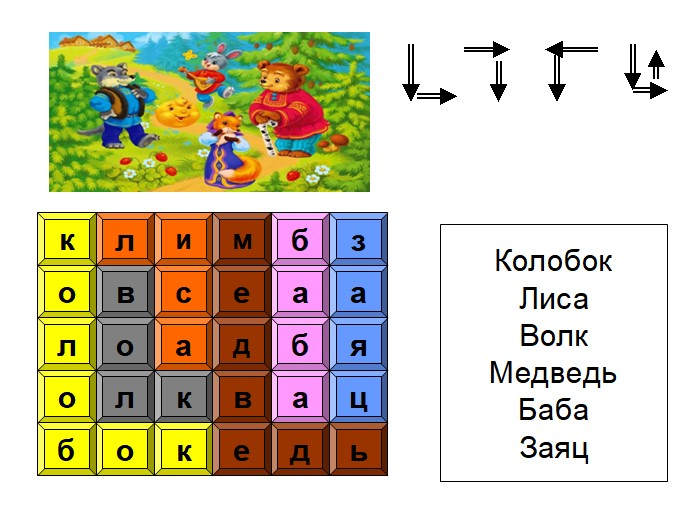 к л и м б з
о в с е а а
л о а д б я
о л к в а ц
б о к е д ь
Колобок
Лиса
Волк
Медведь
Баба
Заяц